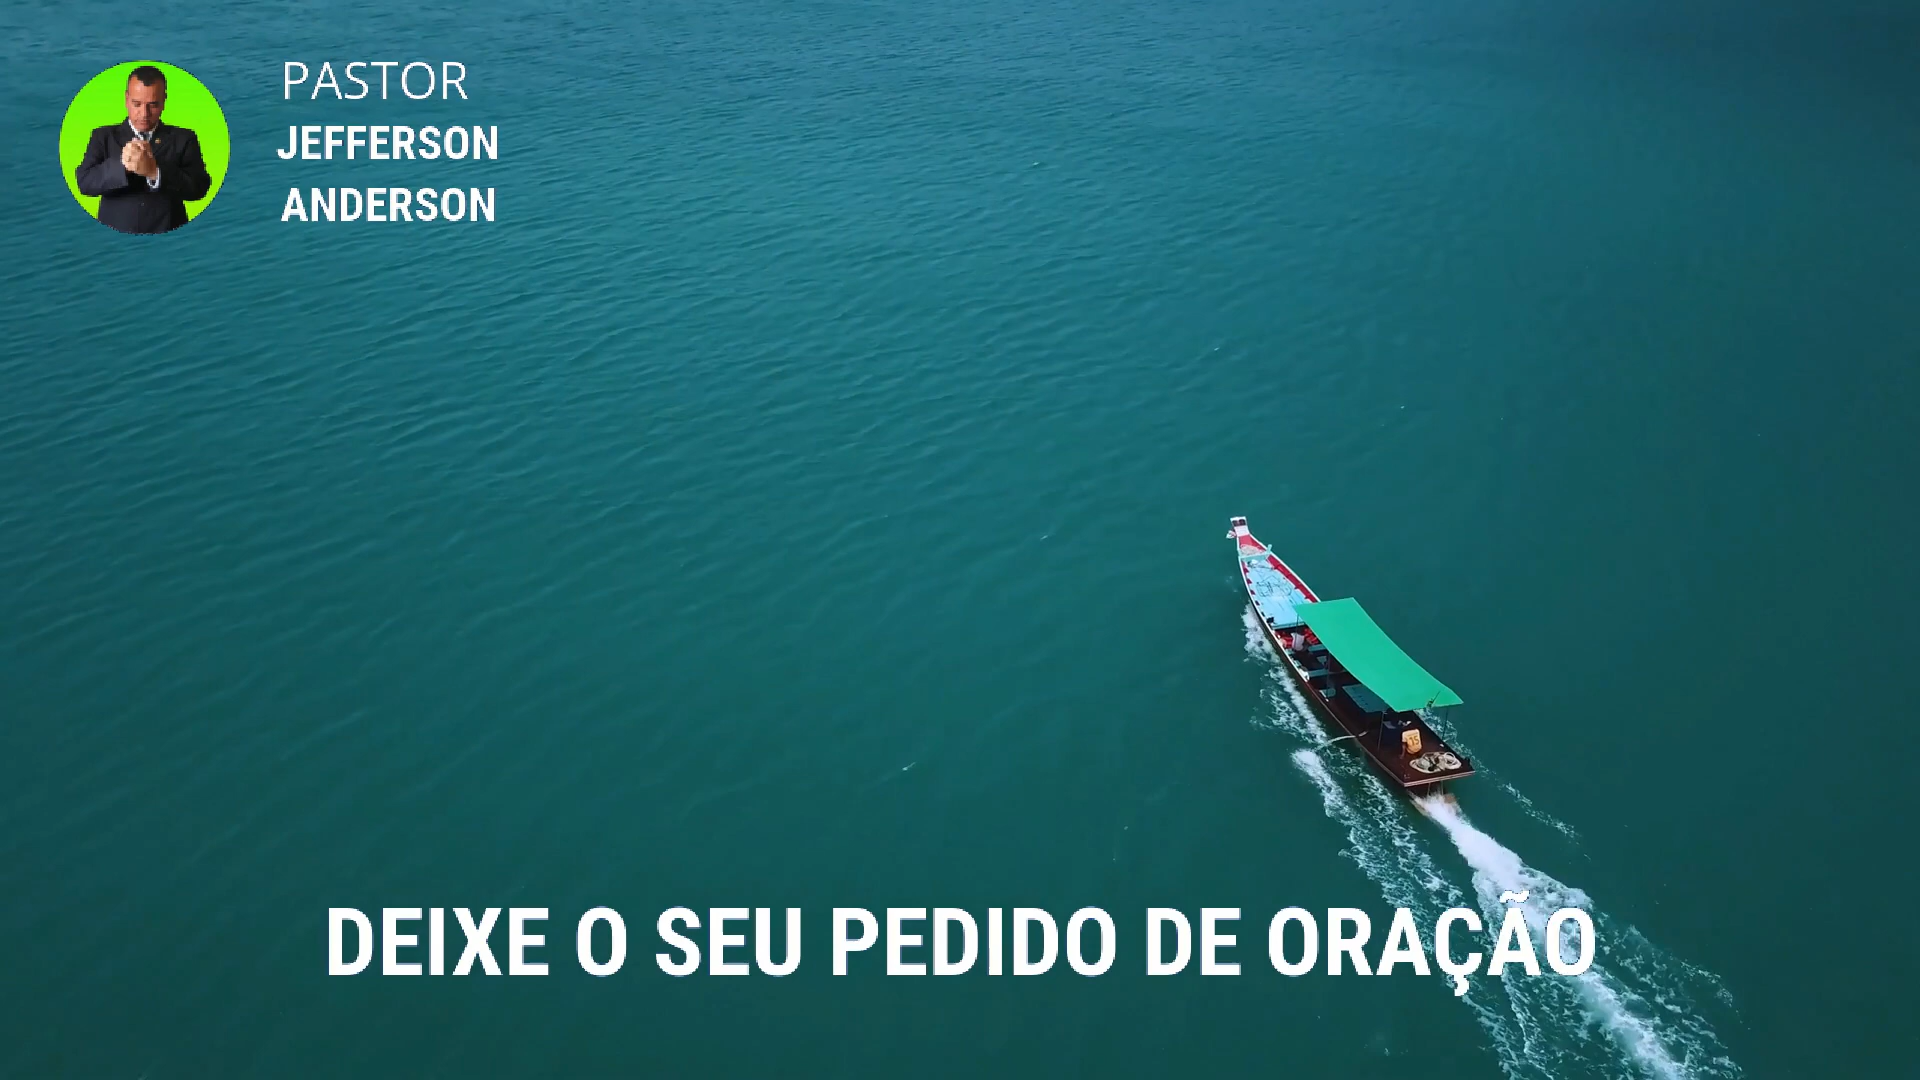 PASTOR
JEFFERSON
ANDERSON
DEIXE O SEU PEDIDO DE ORAÇÃO